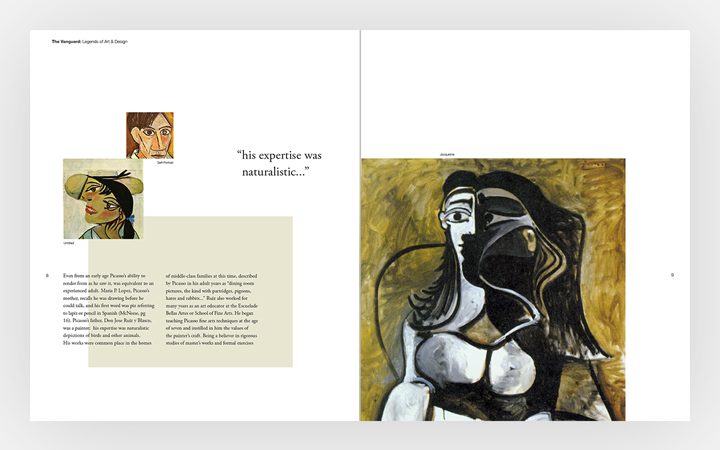 The Vanguard: Legends of Art & Design
Self-Portrait
“his expertise was
naturalistic...”
Untitled
8
Even from an early age Picasso's ability to
render form as he saw it, was equivalent to an
experienced adult. Maria P. Lopez, Picasso's
mother, recalls he was drawing before he
could talk, and his first word was piz referring
to lapiz or pencil in Spanish (McNeese, pg
16). Picasso's father, Don Jose Ruiz y Blasco,
was a painter; his expertise was naturalistic
depictions of birds and other animals.
His works were common place in the homes
of middle-class families at this time, described
by Picasso in his adult years as “dining room
pictures, the kind with partridges, pigeons,
hares and rabbits...” Ruiz also worked for
many years as an art educator at the Escuolade
Bellas Artes or School of Fine Arts. He began
teaching Picasso fine arts techniques at the age
of seven and instilled in him the values of
the painter's craft. Being a believer in rigorous
studies of master's works and formal exercises
Jacqueline
9